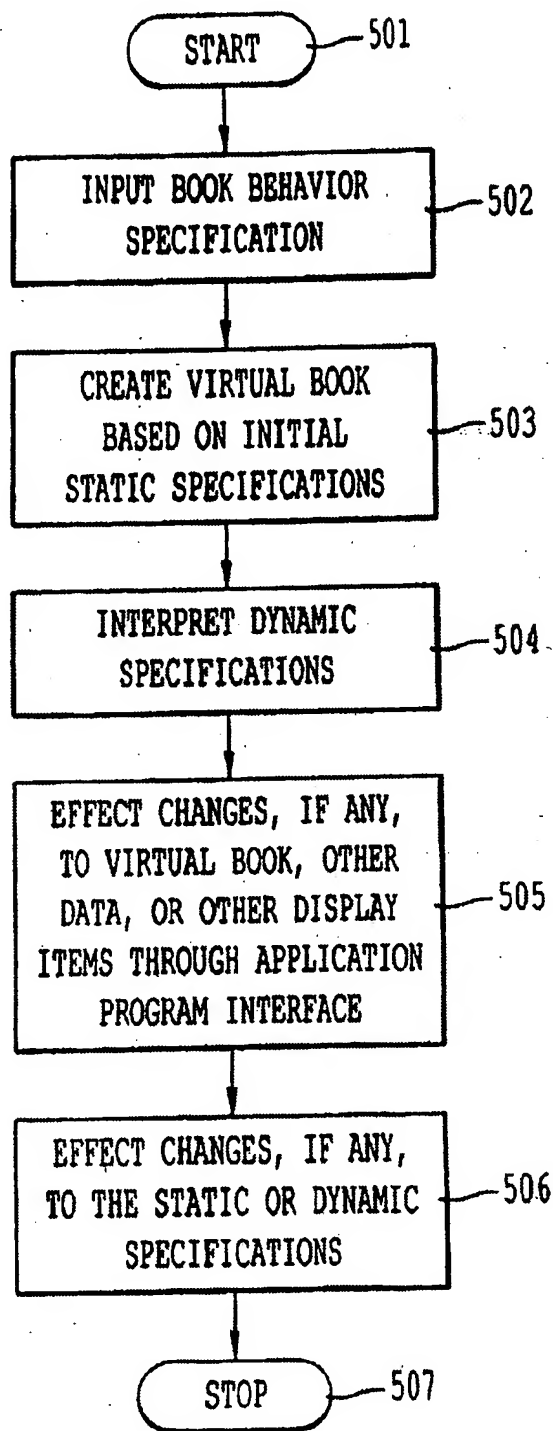 START
501
INPUT BOOK BEHAVIOR
SPECIFICATION
502
CREATE VIRTUAL BOOK
BASED ON INITIAL
STATIC SPECIFICATIONS
503
INTERPRET DYNAMIC
SPECIFICATIONS
504
EFFECT CHANGES, IF ANY,
TO VIRTUAL BOOK, OTHER
DATA, OR OTHER DISPLAY
ITEMS THROUGH APPLICATION
PROGRAM INTERFACE
505
EFFECT CHANGES, IF ANY,
TO THE STATIC OR DYNAMIC
SPECIFICATIONS
506
STOP
507